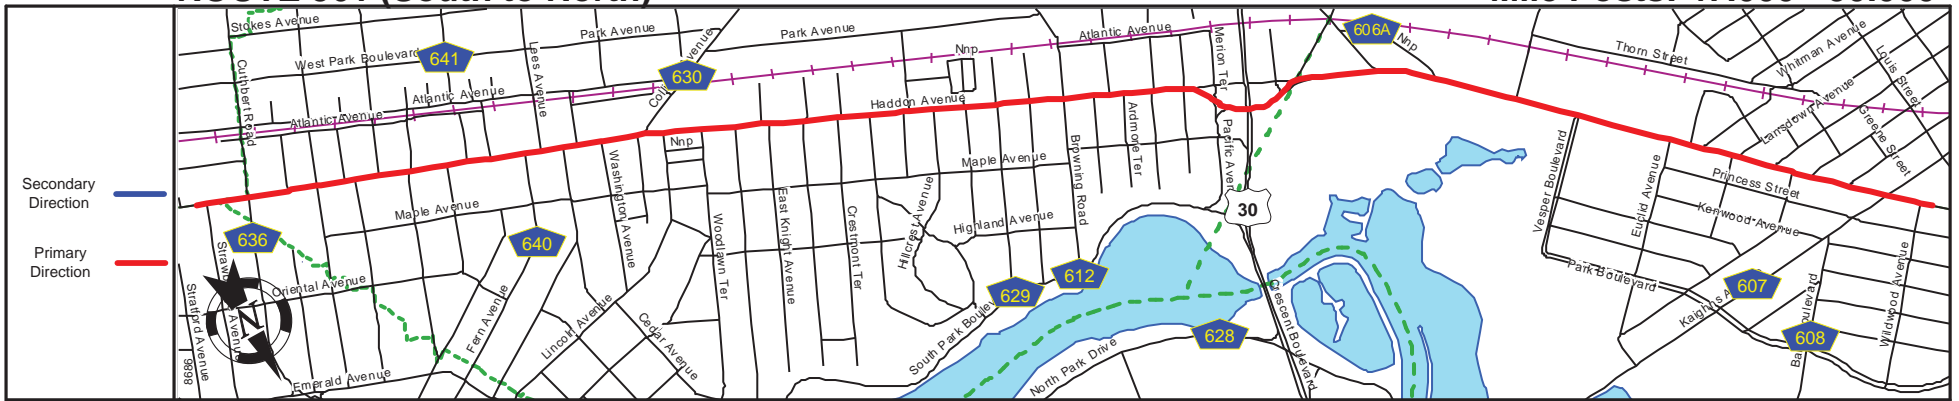 Secondary
Direction
Primary
Direction
Stokes Avenue
West Park Boulevard
641
Cuthbert Road
Atlantic Avenue
Atlantic Avenue
Lees Avenue
Park Avenue
630
Park Avenue
Nnp
Atlantic Avenue
Merion Ter
606A
Nnp
Thorn Street
Whitman Avenue
Louis Street
Lansdown Avenue
Greene Street
Haddon Avenue
Nnp
Maple Avenue
Browning Road
Ardmore Ter
Pacific Aven
30
Vesper Boulevard
Euclid Avenue
Princess Street
Kenwood Avenue
Park Boulevard
607
608
Wildwood Avenue
636
Maple Avenue
640
Washington Avenue
Woodlawn Ter
East Knight Avenue
Crestmont Ter
Hillcrest Avenue
Highland Avenue
629
612
South Park Boulev
628
North Park Drive
Crescent Boulevard
Stratford Avenue
N
Oriental Avenue
Emerald Avenue
Fern Avenue
Lincoln Avenue
Cedar Avenue